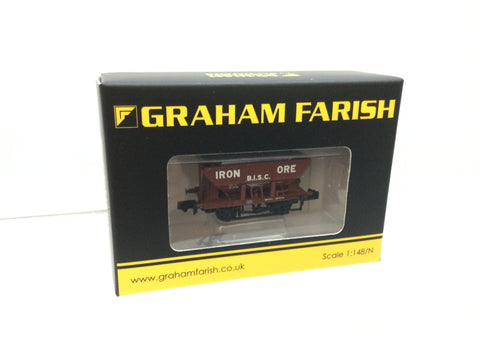 GRAHAM FARISH
IRON ORE
B.I.S.C.
www.grahamfarish.co.uk
Scale 1:148/N